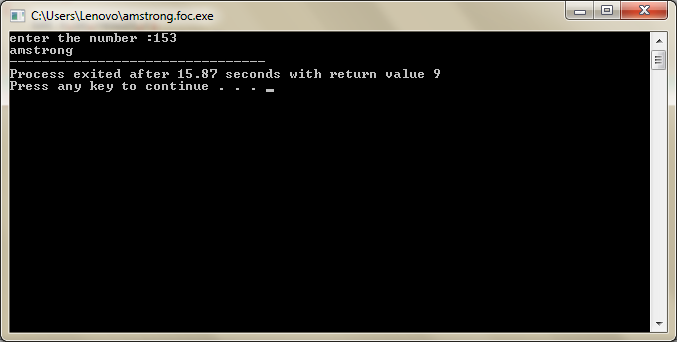 C:\Users\Lenovo\amstrong.foc.exe
enter the number :153
amstrong
--------------------------------
Process exited after 15.87 seconds with return value 9
Press any key to continue . . . _